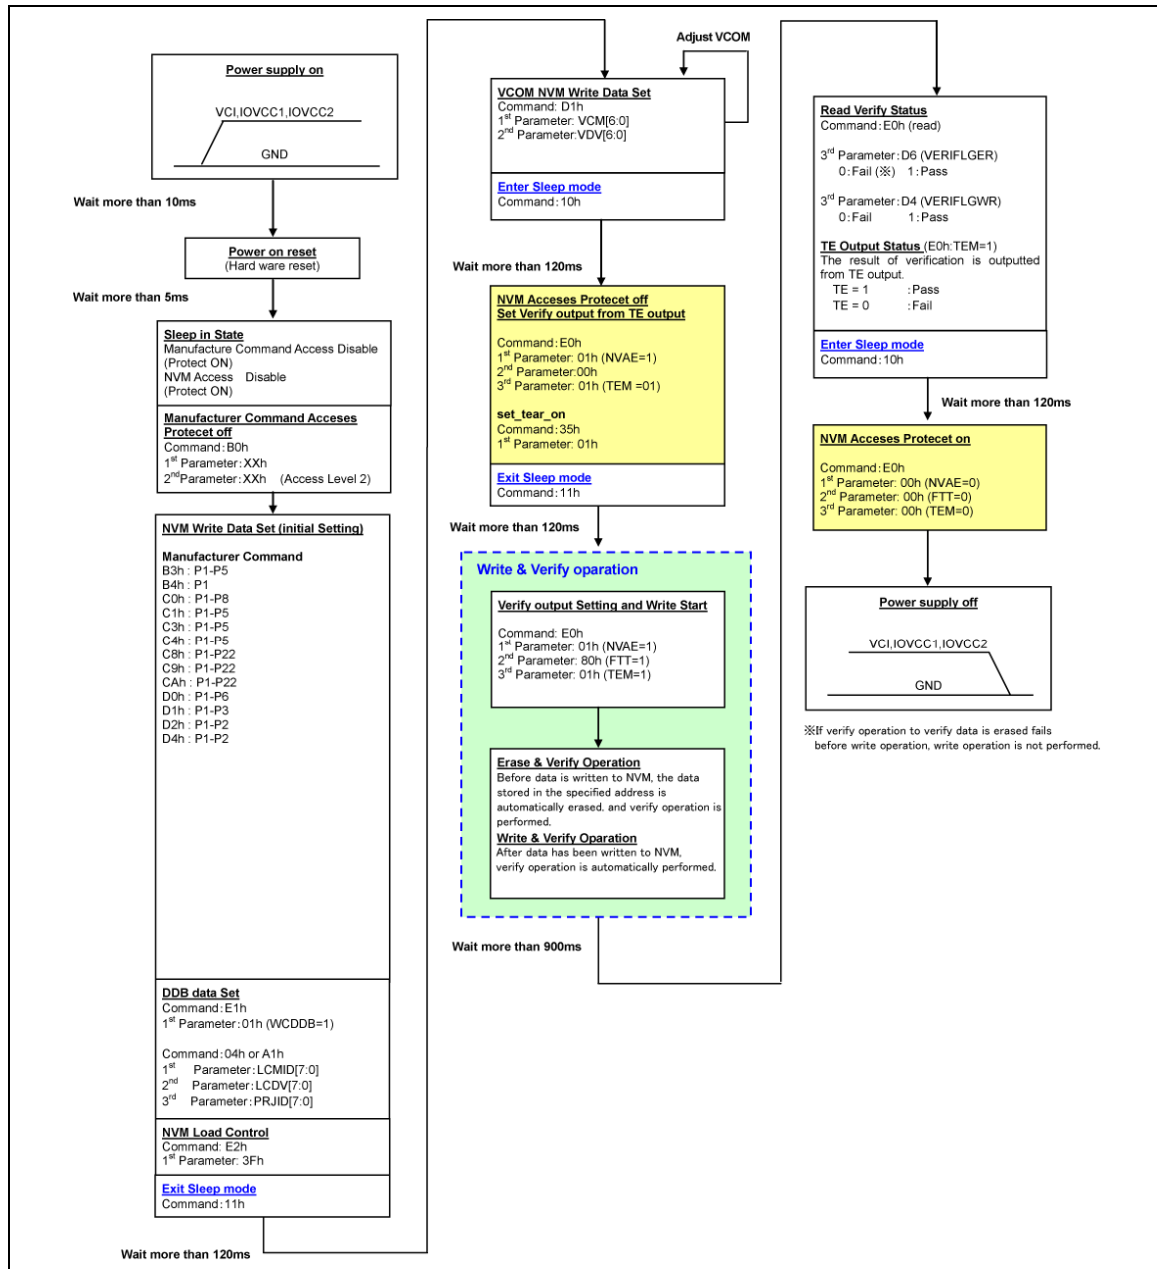 Power supply on
VCI,IOVCC1,IOVCC2
GND
Wait more than 10ms
Power on reset
(Hard ware reset)
Wait more than 5ms
Sleep in State
Manufacture Command Access Disable
(Protect ON)
NVM Access Disable
(Protect ON)
Manufacturer Command Acceses
Protecet off
Command:B0h
1st Parameter:XXh
2ndParameter:XXh (Access Level 2)
NVM Write Data Set (initial Setting)
Manufacturer Command
B3h : P1-P5
B4h : P1
C0h : P1-P8
C1h : P1-P5
C3h : P1-P5
C4h : P1-P5
C8h : P1-P22
C9h : P1-P22
CAh : P1-P22
D0h : P1-P6
D1h : P1-P3
D2h : P1-P2
D4h : P1-P2
DDB data Set
Command:E1h
1st Parameter:01h (WCDDB=1)
Command:04h or A1h
1st Parameter:LCMID[7:0]
2nd Parameter:LCDV[7:0]
3rd Parameter:PRJID[7:0]
NVM Load Control
Command: E2h
1st Parameter: 3Fh
Exit Sleep mode
Command:11h
Wait more than 120ms
Adjust VCOM
VCOM NVM Write Data Set
Command: D1h
1st Parameter: VCM[6:0]
2nd Parameter:VDV[6:0]
Enter Sleep mode
Command:10h
Wait more than 120ms
NVM Acceses Protecet off
Set Verify output from TE output
Command:E0h
1st Parameter: 01h (NVAE=1)
2nd Parameter:00h
3rd Parameter: 01h (TEM =01)
set_tear_on
Command:35h
1st Parameter: 01h
Exit Sleep mode
Command:11h
Wait more than 120ms
Write & Verify oparation
Verify output Setting and Write Start
Command: E0h
1st Parameter: 01h (NVAE=1)
2nd Parameter: 80h (FTT=1)
3rd Parameter: 01h (TEM=1)
Erase & Verify Operation
Before data is written to NVM, the data
stored in the specified address is
automatically erased. and verify operation is
performed.
Write & Verify Oparation
After data has been written to NVM,
verify operation is automatically performed.
Wait more than 900ms
Read Verify Status
Command:E0h (read)
3rd Parameter:D6 (VERIFLGER)
0:Fail (※) 1:Pass
3rd Parameter:D4 (VERIFLGWR)
0:Fail 1:Pass
TE Output Status (E0h:TEM=1)
The result of verification is outputted
from TE output.
TE = 1 :Pass
TE = 0 :Fail
Enter Sleep mode
Command:10h
Wait more than 120ms
NVM Acceses Protecet on
Command:E0h
1st Parameter: 00h (NVAE=0)
2nd Parameter: 00h (FTT=0)
3rd Parameter: 00h (TEM=0)
Power supply off
VCI,IOVCC1,IOVCC2
GND
※If verify operation to verify data is erased fails
before write operation, write operation is not performed.